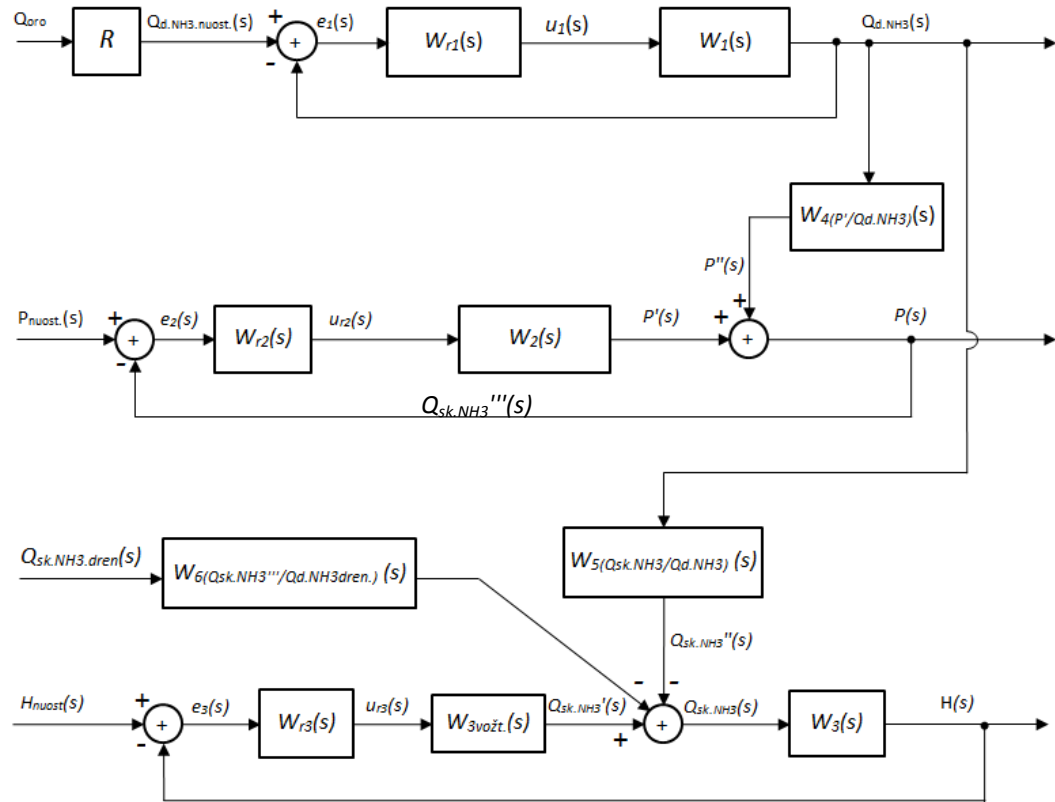 Qoro
R
Qd.NH3.nuost.(s)
+
+
-
e1(s)
Wr1(s)
u1(s)
W1(s)
Qd.NH3(s)
W4(P'/Qd.NH3)(s)
P''(s)
Pnuost.(s)
+
+
-
e2(s)
Wr2(s)
ur2(s)
W2(s)
P'(s)
+
+
+
P(s)
Qsk.NH3'''(s)
Qsk.NH3.dren(s)
W6(Qsk.NH3'''/Qd.NH3dren.) (s)
W5(Qsk.NH3/Qd.NH3) (s)
Qsk.NH3''(s)
Hnuost(s)
+
+
-
e3(s)
Wr3(s)
ur3(s)
W3vožt.(s)
Qsk.NH3'(s)
-
-
+
+
Qsk.NH3(s)
W3(s)
H(s)